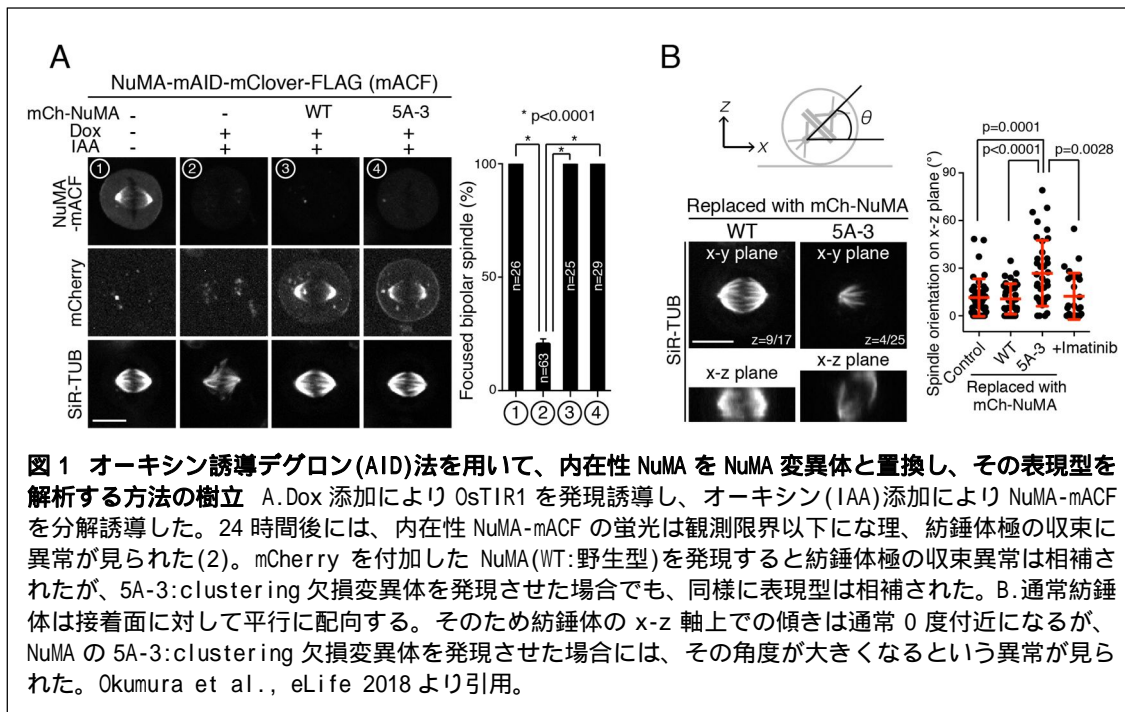 A
NuMA-mAID-mClover-FLAG (mACF)
mCh-NuMA - - WT 5A-3
Dox - + + +
IAA - + + +
* p<0.0001
* * *
① ② ③ ④
NuMA
-mACF
mCherry
SiR-TUB
Focused bipolar spindle (%)
100
50
0
n=26
n=63
n=25
n=29
① ② ③ ④
B
z
x
θ
Replaced with mCh-NuMA
WT 5A-3
x-y plane x-y plane
z=9/17 z=4/25
x-z plane x-z plane
SiR-TUB
p=0.0001
p<0.0001 p=0.0028
Spindle orientation on x-z plane (°)
90
60
30
0
Control WT 5A-3 +Imatinib
Replaced with
mCh-NuMA
図 1 オーキシン誘導デグロン(AID)法を用いて、内在性 NuMA を NuMA 変異体と置換し、その表現型を
解析する方法の樹立 A.Dox 添加により OsTIR1 を発現誘導し、オーキシン(IAA)添加により NuMA-mACF
を分解誘導した。24 時間後には、内在性 NuMA-mACF の蛍光は観測限界以下にな理、紡錘体極の収束に
異常が見られた(2)。mCherry を付加した NuMA(WT:野生型)を発現すると紡錘体極の収束異常は相補さ
れたが、5A-3:clustering 欠損変異体を発現させた場合でも、同様に表現型は相補された。B.通常紡錘
体は接着面に対して平行に配向する。そのため紡錘体の x-z 軸上での傾きは通常 0 度付近になるが、
NuMA の 5A-3:clustering 欠損変異体を発現させた場合には、その角度が大きくなるという異常が見ら
れた。Okumura et al., eLife 2018 より引用。